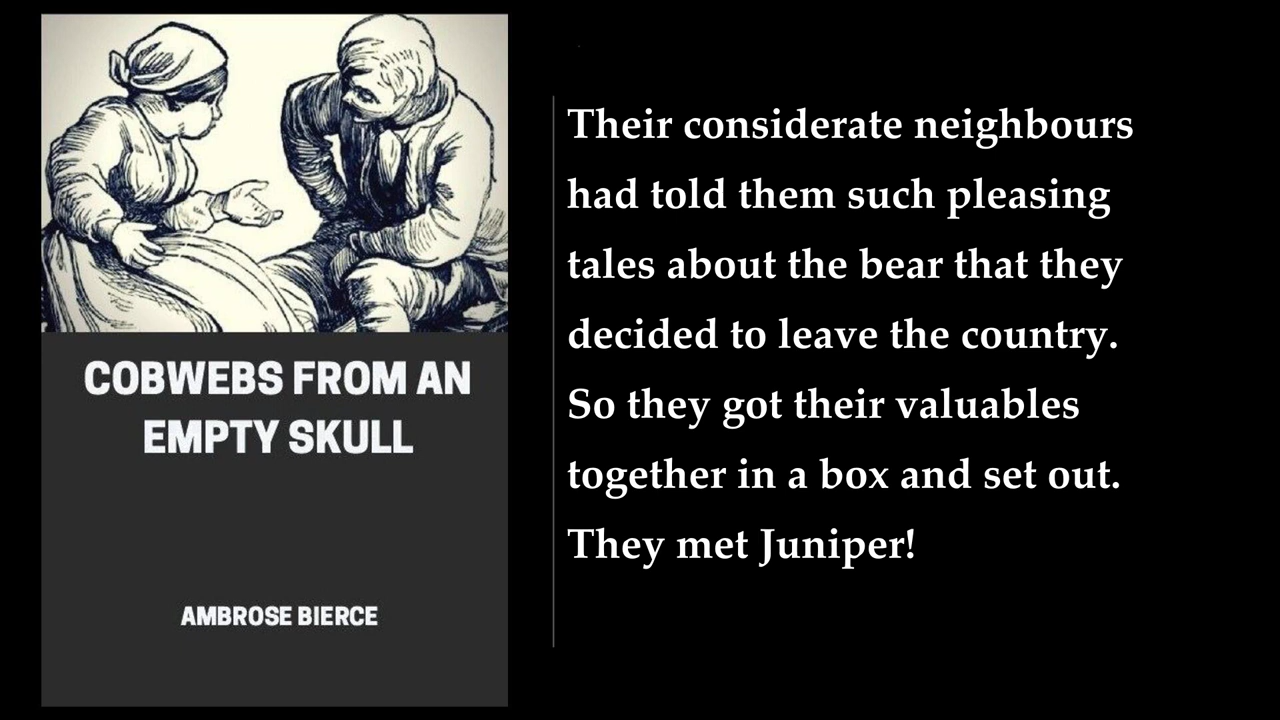 COBWEBS FROM AN
EMPTY SKULL
AMBROSE BIERCE
Their considerate neighbours
had told them such pleasing
tales about the bear that they
decided to leave the country.
So they got their valuables
together in a box and set out.
They met Juniper!